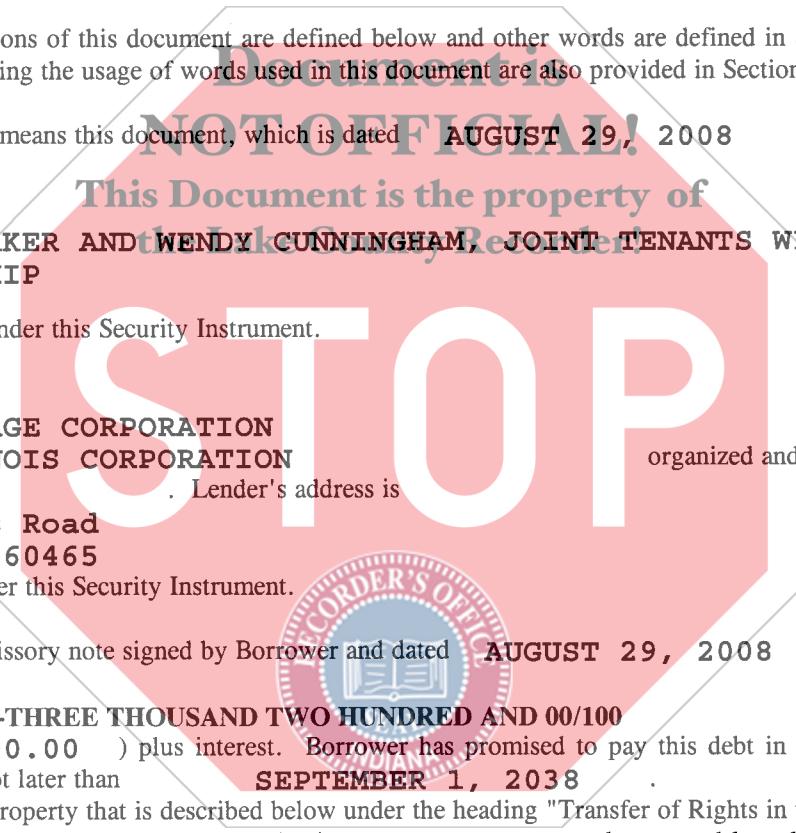 ons of this document are defined below and other words are defined in
Document is
ing the usage of words used in this document are also provided in Section
means this document, which is dated AUGUST 29, 2008
NOT OFFICIAL!
This Document is the property of
the Lake County Recorder!
KER AND WENDY CUNNINGHAM, JOINT TENANTS W
IP
nder this Security Instrument.
STOP
GE CORPORATION
OIS CORPORATION organized and
. Lender's address is
Road
60465
er this Security Instrument.
RECORDER'S OFFICE
issory note signed by Borrower and dated AUGUST 29, 2008
-THREE THOUSAND TWO HUNDRED AND 00/100
0.00 ) plus interest. Borrower has promised to pay this debt in
INDIANA
t later than SEPTEMBER 1, 2038 .
roperty that is described below under the heading "Transfer of Rights in